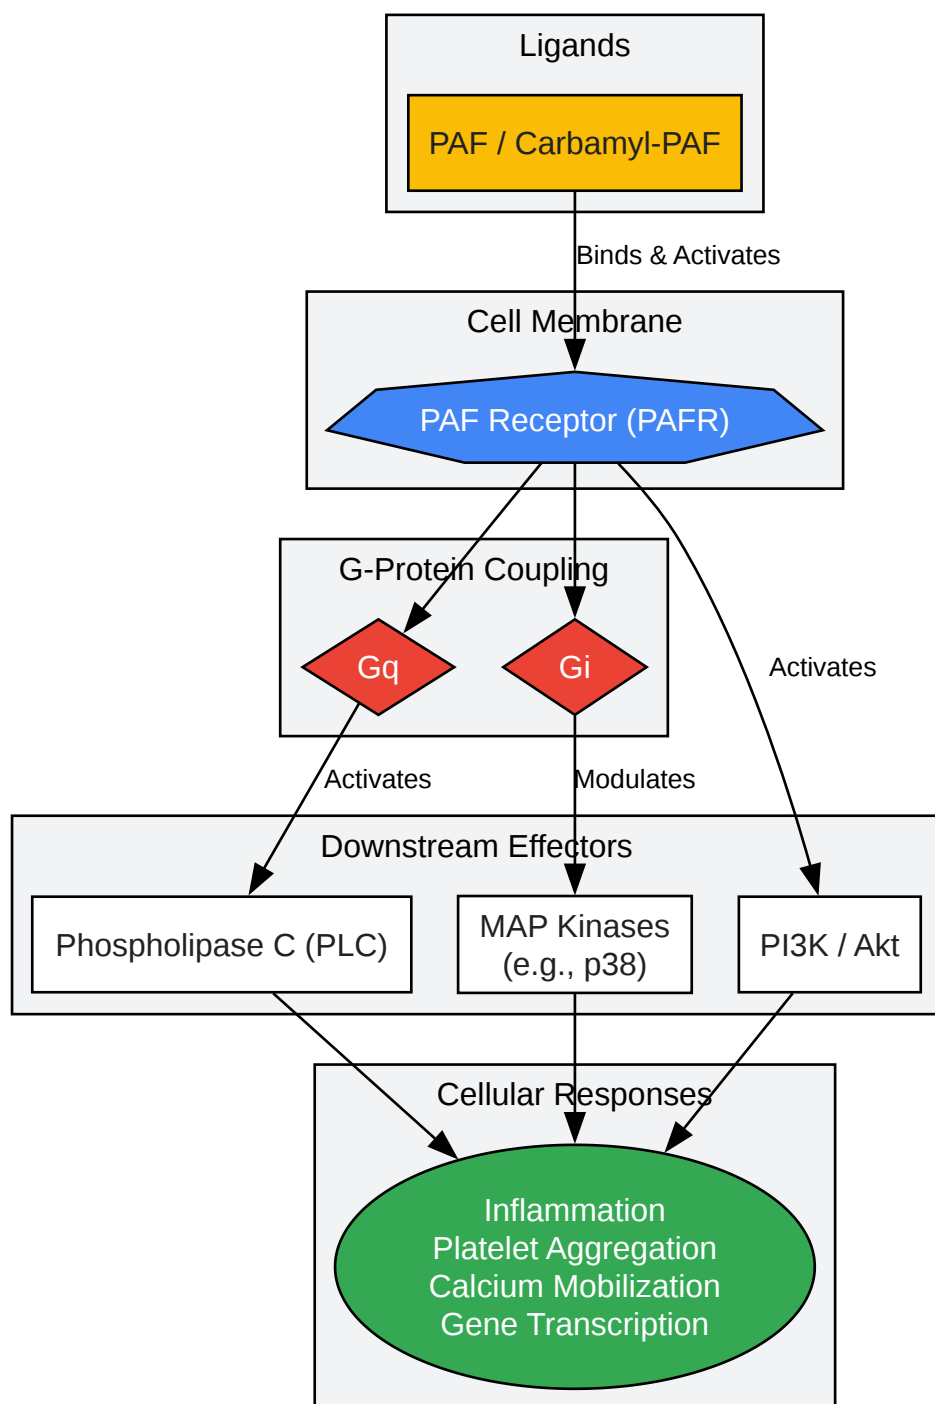 Ligands
PAF / Carbamyl-PAF
Binds & Activates
Cell Membrane
PAF Receptor (PAFR)
G-Protein Coupling
Gq
Gi
Activates
Activates
Modulates
Downstream Effectors
Phospholipase C (PLC)
MAP Kinases
(e.g., p38)
PI3K / Akt
Cellular Responses
Inflammation
Platelet Aggregation
Calcium Mobilization
Gene Transcription